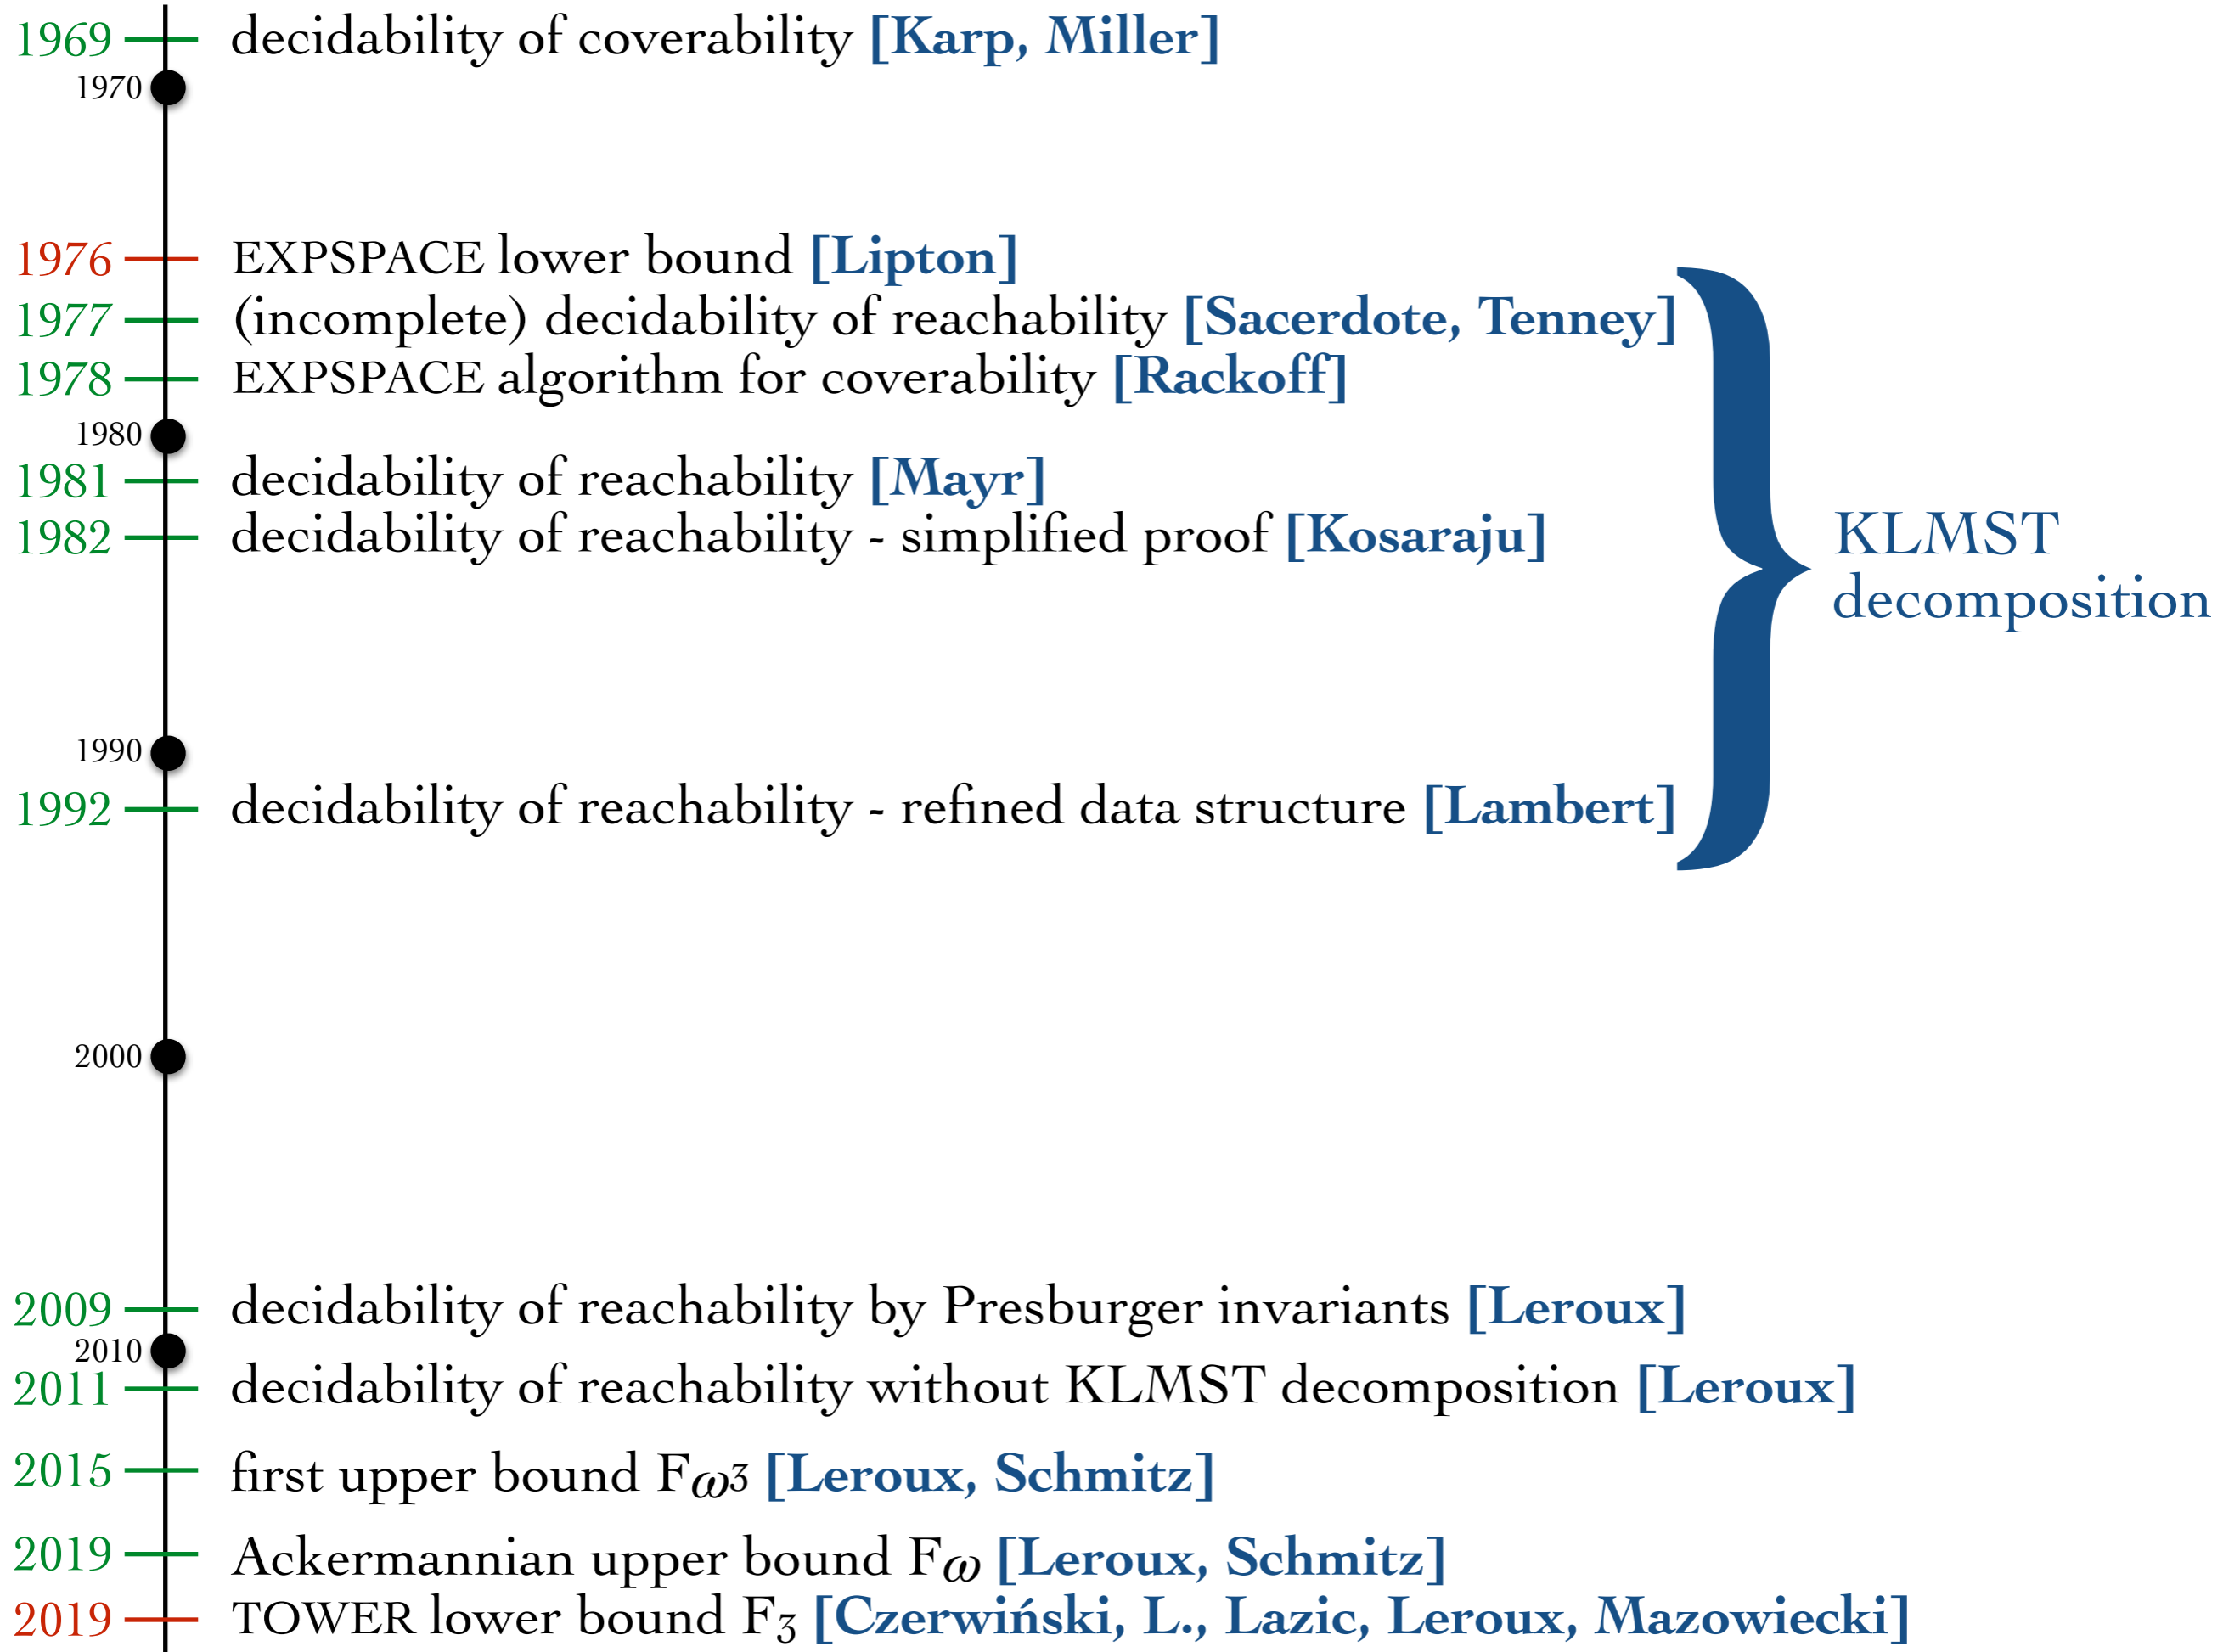 1969 decidability of coverability [Karp, Miller]
1970
1976 EXPSPACE lower bound [Lipton]
1977 (incomplete) decidability of reachability [Sacerdote, Tenney]
1978 EXPSPACE algorithm for coverability [Rackoff]
1980
1981 decidability of reachability [Mayr]
1982 decidability of reachability - simplified proof [Kosaraju]
KLMST
decomposition
1990
1992 decidability of reachability - refined data structure [Lambert]
2000
2009 decidability of reachability by Presburger invariants [Leroux]
2010
2011 decidability of reachability without KLMST decomposition [Leroux]
2015 first upper bound Fω3 [Leroux, Schmitz]
2019 Ackermannian upper bound Fω [Leroux, Schmitz]
2019 TOWER lower bound F3 [Czerwiński, L., Lazic, Leroux, Mazowiecki]